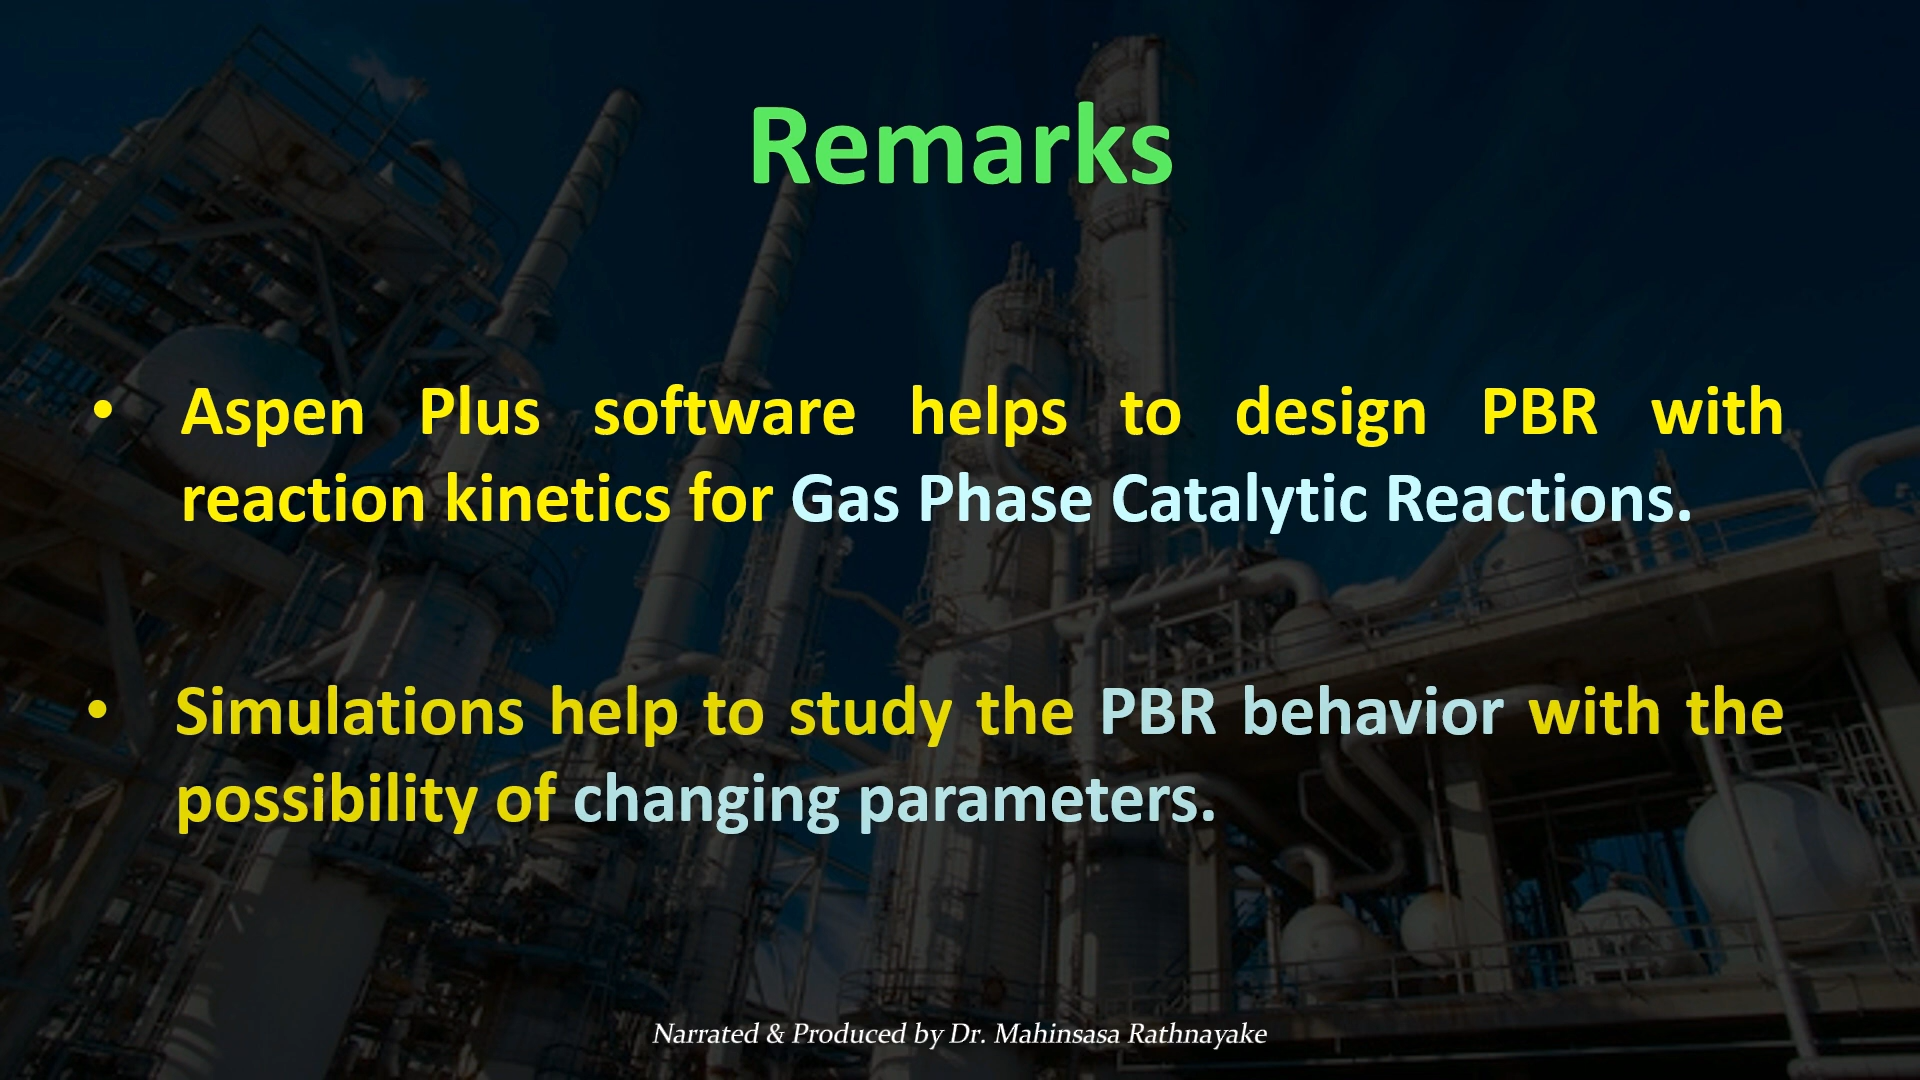 Remarks
• Aspen Plus software helps to design PBR with
reaction kinetics for Gas Phase Catalytic Reactions.
• Simulations help to study the PBR behavior with the
possibility of changing parameters.
Narrated & Produced by Dr. Mahinsasa Rathnayake